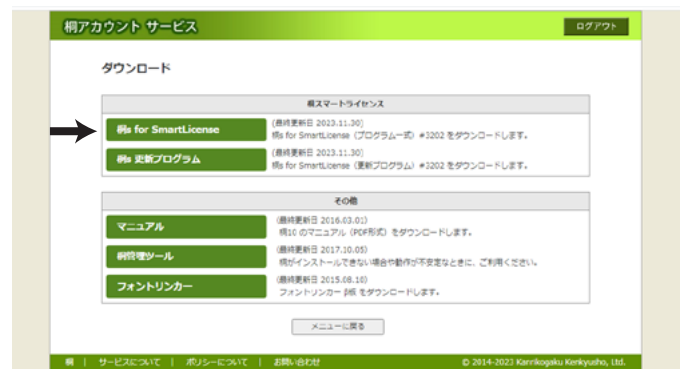 桐アカウント サービス
ログアウト
ダウンロード
桐スマートライセンス
桐s for SmartLicense
(最終更新日 2023.11.30)
桐s for SmartLicense（プログラム一式）#3202 をダウンロードします。
桐s 更新プログラム
(最終更新日 2023.11.30)
桐s for SmartLicense（更新プログラム）#3202 をダウンロードします。
その他
マニュアル
(最終更新日 2016.03.01)
桐10 のマニュアル（PDF形式）をダウンロードします。
桐管理ツール
(最終更新日 2017.10.05)
桐がインストールできない場合や動作が不安定なときに、ご利用ください。
フォントリンカー
(最終更新日 2015.08.10)
フォントリンカー β版 をダウンロードします。
メニューに戻る
桐 | サービスについて | ポリシーについて | お問い合わせ
© 2014-2023 Kanrikogaku Kenkyusho, Ltd.